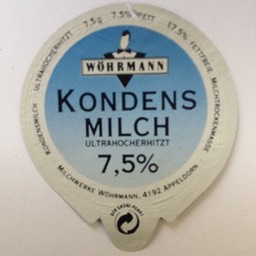 KONDENSMILCH · ULTRAHOCHERHITZT · 7,5g · 7,5% FETT · 17,5% FETTFREIE MILCHTROCKENMASSE
WÖHRMANN
KONDENS
MILCH
ULTRAHOCHERHITZT
7,5%
MILCHWERKE WÖHRMANN, 4192 APPELDORN
DER GRÜNE PUNKT